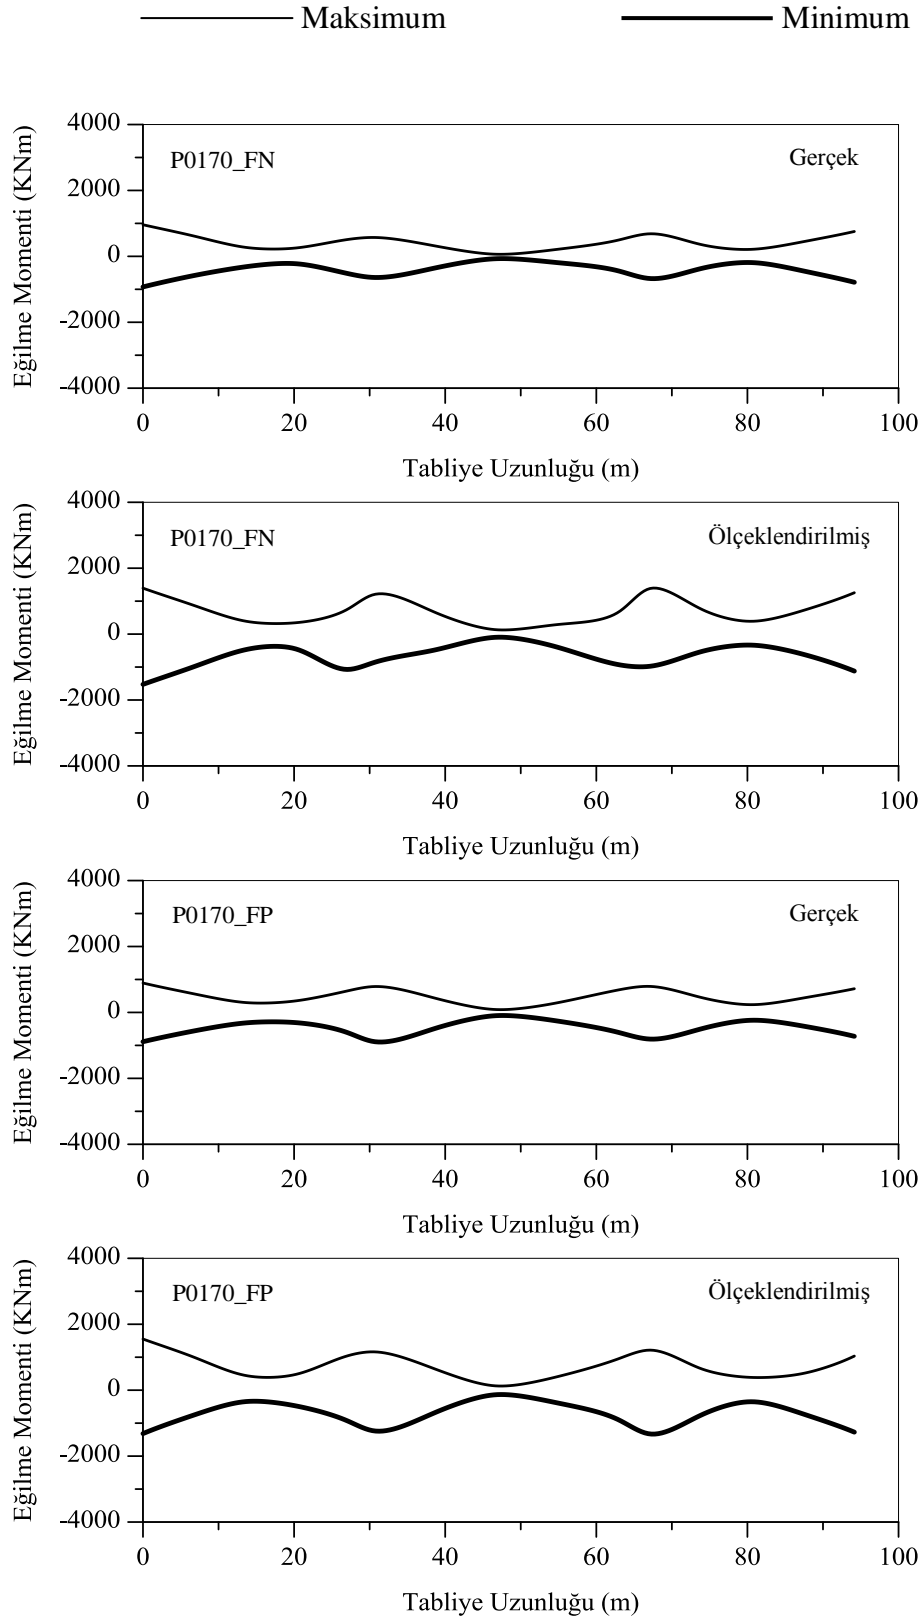 Maksimum Minimum
4000
2000
0
-2000
-4000
Eğilme Momenti (KNm)
P0170_FN Gerçek
0 20 40 60 80 100
Tabliye Uzunluğu (m)
4000
2000
0
-2000
-4000
Eğilme Momenti (KNm)
P0170_FN Ölçeklendirilmiş
0 20 40 60 80 100
Tabliye Uzunluğu (m)
4000
2000
0
-2000
-4000
Eğilme Momenti (KNm)
P0170_FP Gerçek
0 20 40 60 80 100
Tabliye Uzunluğu (m)
4000
2000
0
-2000
-4000
Eğilme Momenti (KNm)
P0170_FP Ölçeklendirilmiş
0 20 40 60 80 100
Tabliye Uzunluğu (m)